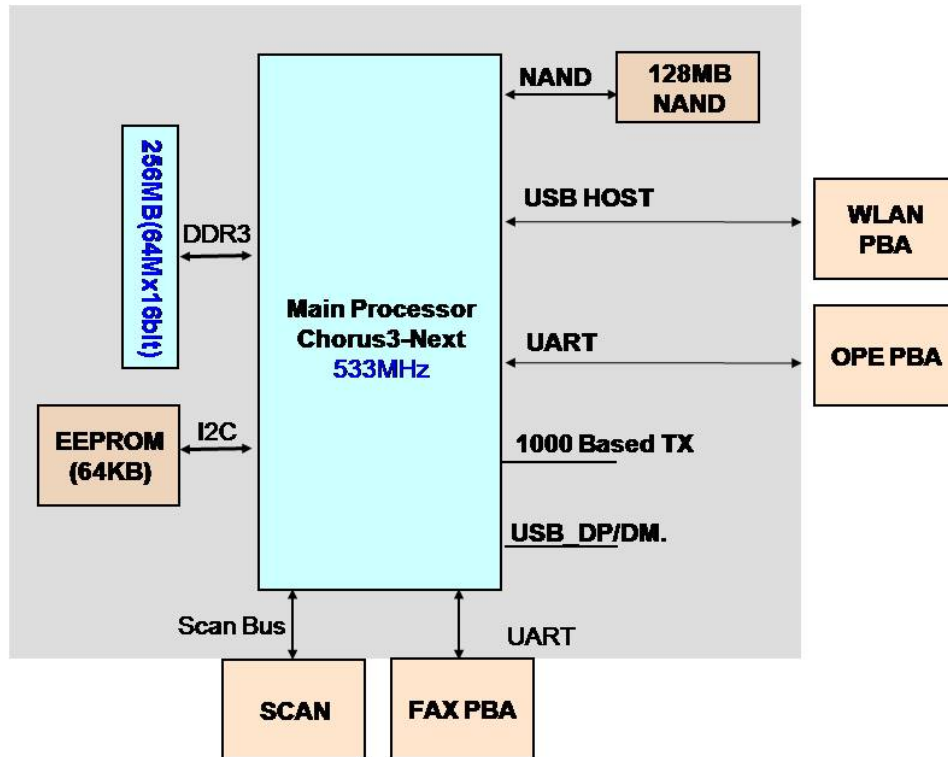 NAND
128MB
NAND
256MB(64Mx16bit)
DDR3
USB HOST
WLAN
PBA
Main Processor
Chorus3-Next
533MHz
UART
OPE PBA
EEPROM
(64KB)
I2C
1000 Based TX
USB_DP/DM.
Scan Bus
UART
SCAN
FAX PBA